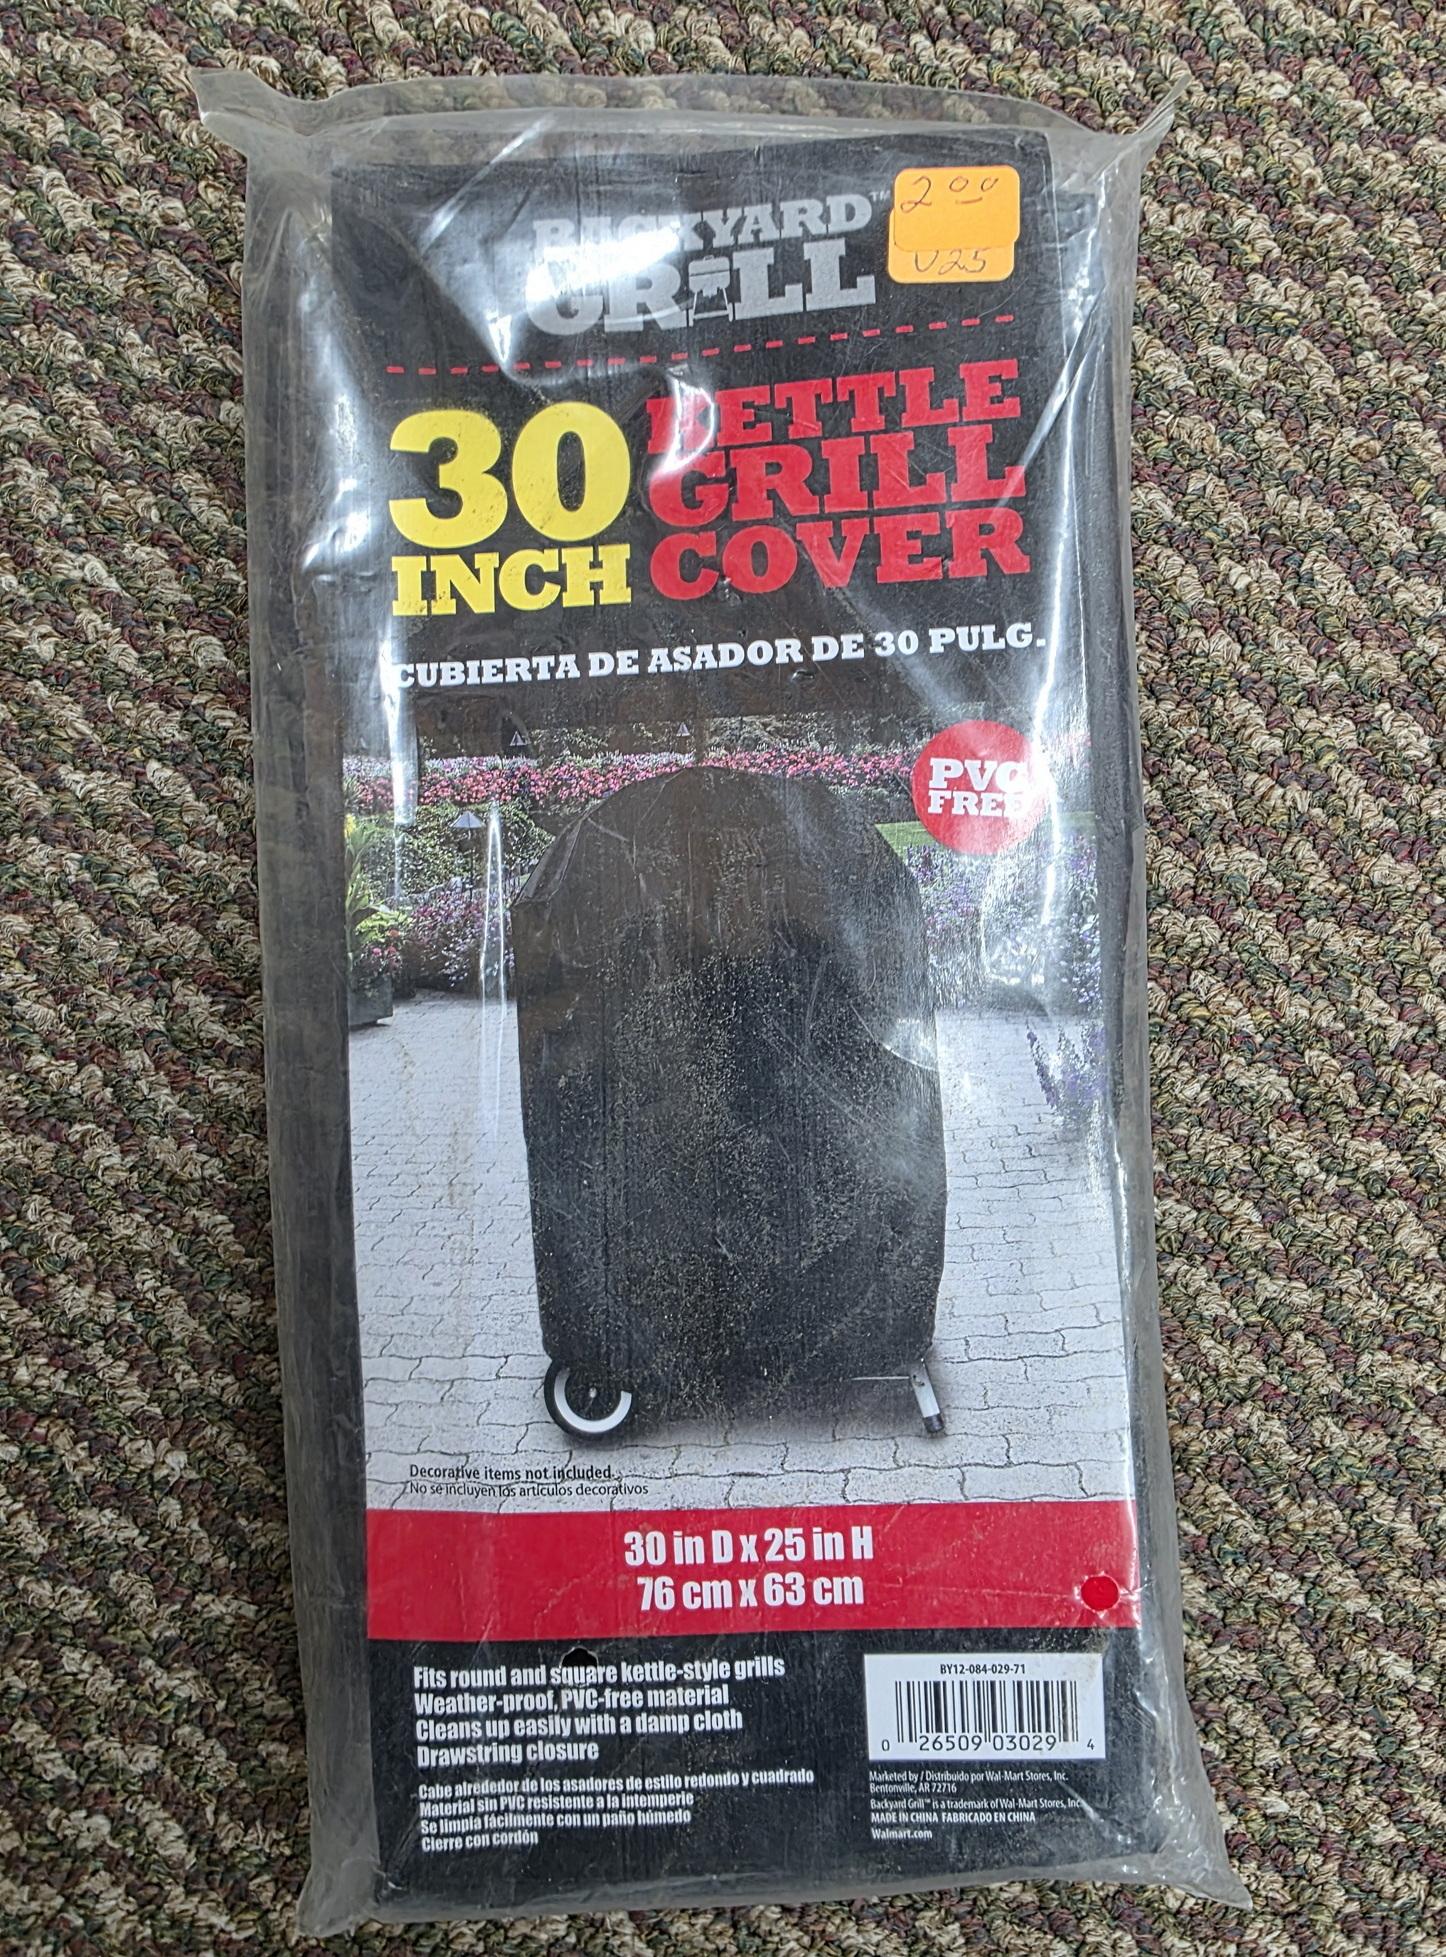 BACKYARD™
GRILL
2.00
V25
30
INCH
KETTLE
GRILL
COVER
CUBIERTA DE ASADOR DE 30 PULG.
PVC
FREE
Decorative items not included.
No se incluyen los artículos decorativos
30 in D x 25 in H
76 cm x 63 cm
Fits round and square kettle-style grills
Weather-proof, PVC-free material
Cleans up easily with a damp cloth
Drawstring closure
Cabe alrededor de los asadores de estilo redondo y cuadrado
Material sin PVC resistente a la intemperie
Se limpia fácilmente con un paño húmedo
Cierre con cordón
BY12-084-029-71
0 26509 03029 4
Marketed by / Distribuido por Wal-Mart Stores, Inc.
Bentonville, AR 72716
Backyard Grill™ is a trademark of Wal-Mart Stores, Inc.
MADE IN CHINA FABRICADO EN CHINA
Walmart.com